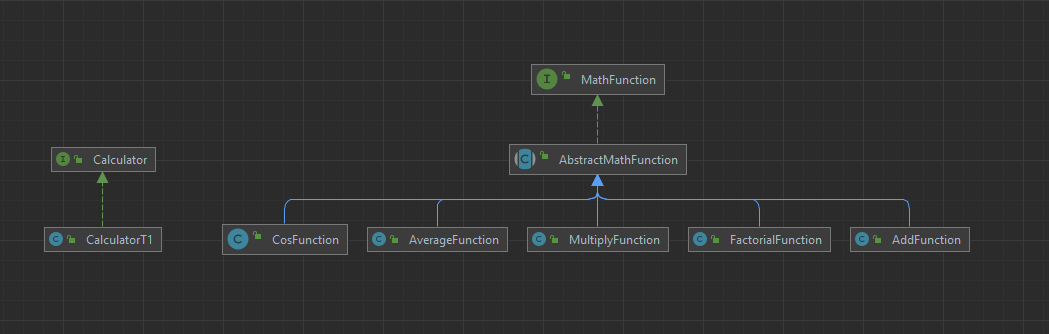 I MathFunction
I Calculator
C AbstractMathFunction
C CalculatorT1
C CosFunction
C AverageFunction
C MultiplyFunction
C FactorialFunction
C AddFunction